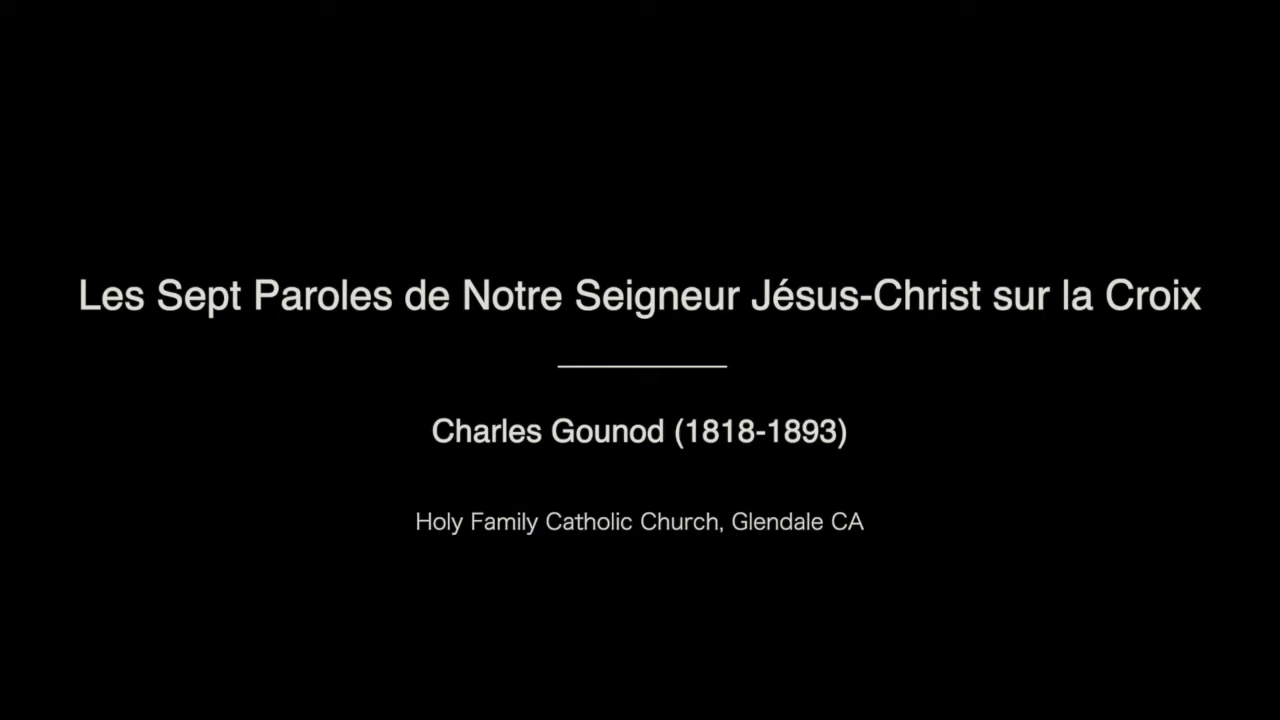 Les Sept Paroles de Notre Seigneur Jésus-Christ sur la Croix
Charles Gounod (1818-1893)
Holy Family Catholic Church, Glendale CA